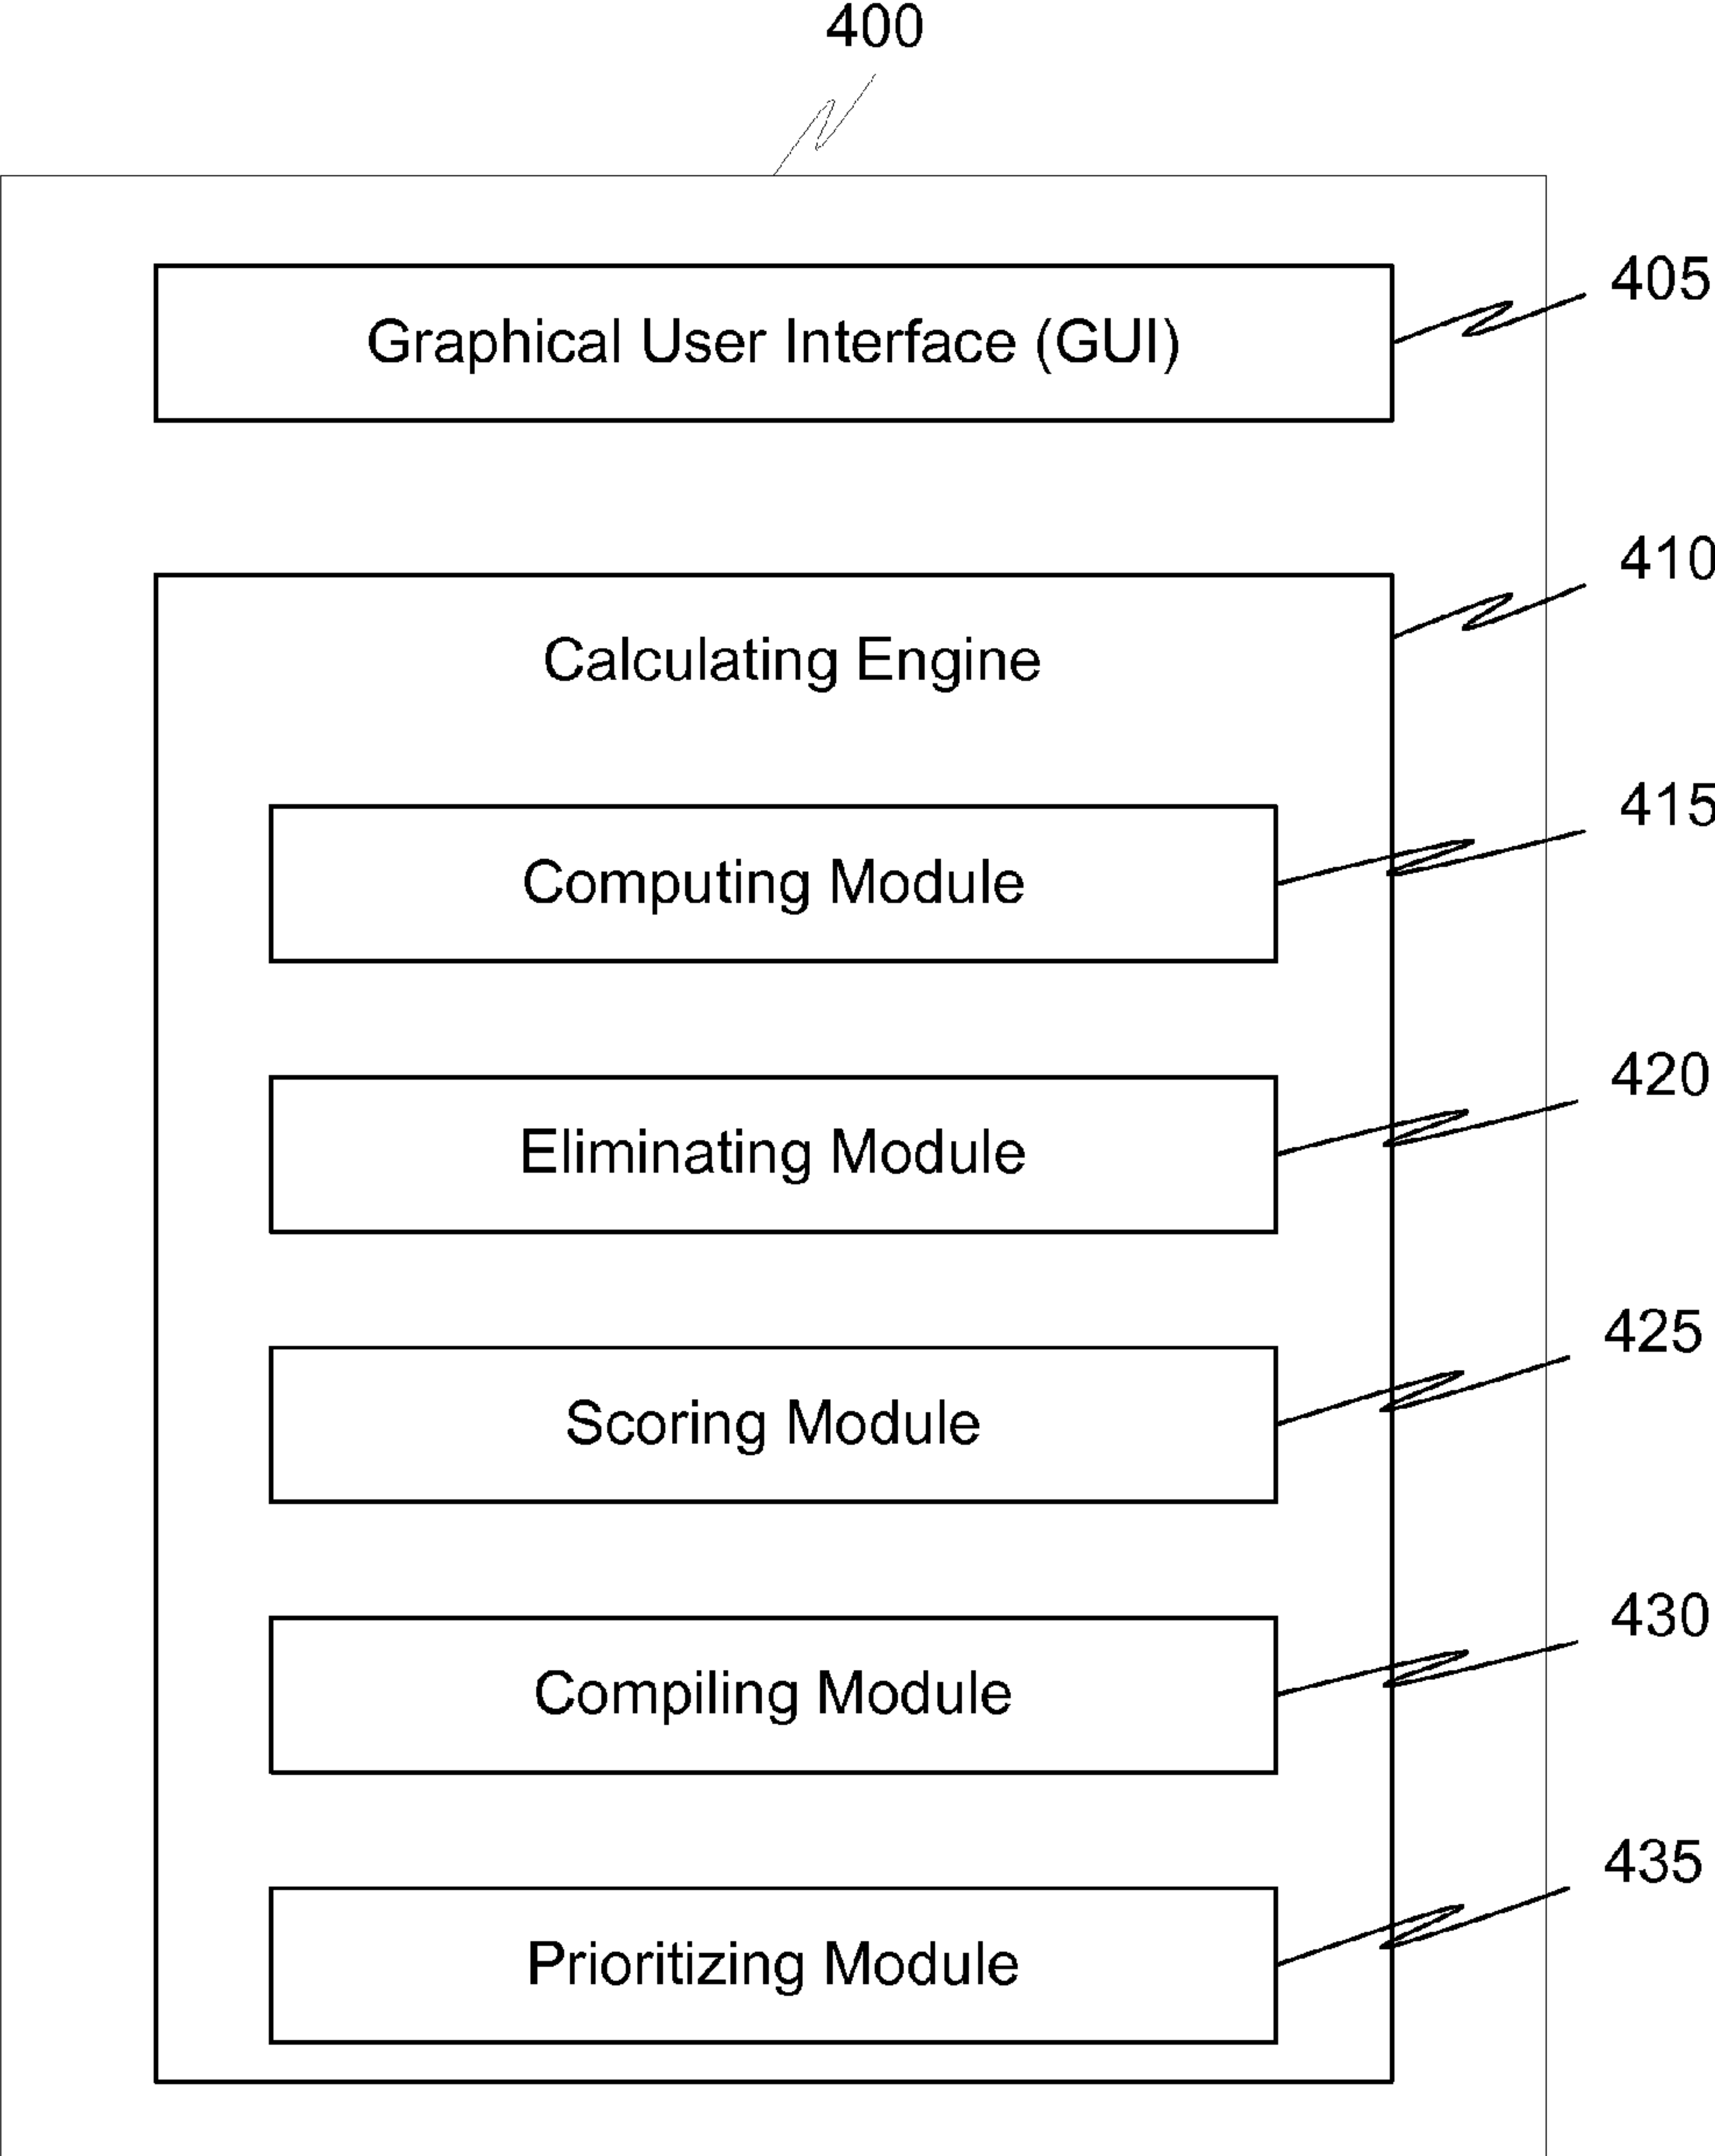 400
Graphical User Interface (GUI)
405
410
Calculating Engine
415
Computing Module
420
Eliminating Module
425
Scoring Module
430
Compiling Module
435
Prioritizing Module